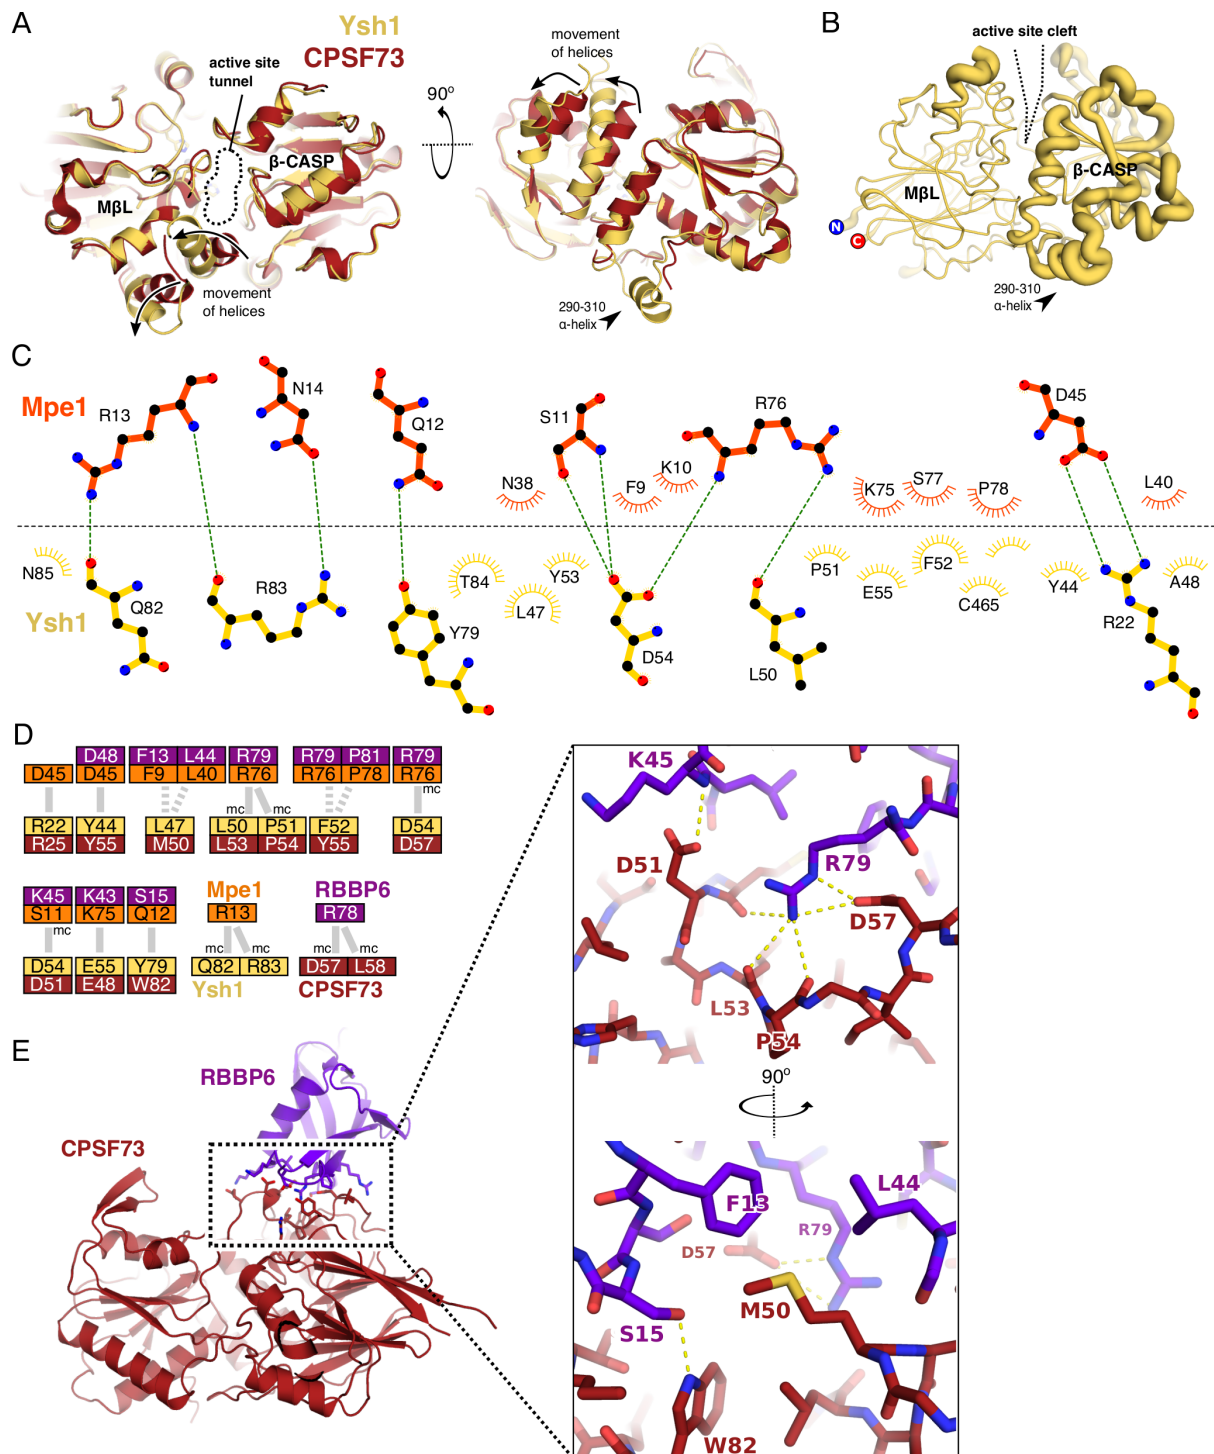 A
Ysh1
CPSF73
active site
tunnel
β-CASP
MβL
movement
of helices
90º
movement
of helices
290-310
α-helix
B
active site cleft
MβL
β-CASP
N
C
290-310
α-helix
C
Mpe1
R13
N14
Q12
S11
R76
D45
N38
F9
K10
K75
S77
P78
L40
N85
Q82
R83
Y79
T84
L47
Y53
D54
L50
P51
E55
F52
C465
Y44
R22
A48
Ysh1
D
D48 F13 L44 R79 R79 P81 R79
D45 D45 F9 L40 R76 R76 P78 R76
mc mc mc
R22 Y44 L47 L50 P51 F52 D54
R25 Y55 M50 L53 P54 Y55 D57
K45 K43 S15 Mpe1 RBBP6
S11 K75 Q12 R13 R78
mc mc mc mc mc
D54 E55 Y79 Q82 R83 D57 L58
D51 E48 W82 Ysh1 CPSF73
E
RBBP6
CPSF73
K45
D51
R79
D57
L53
P54
90º
F13
L44
R79
D57
M50
S15
W82